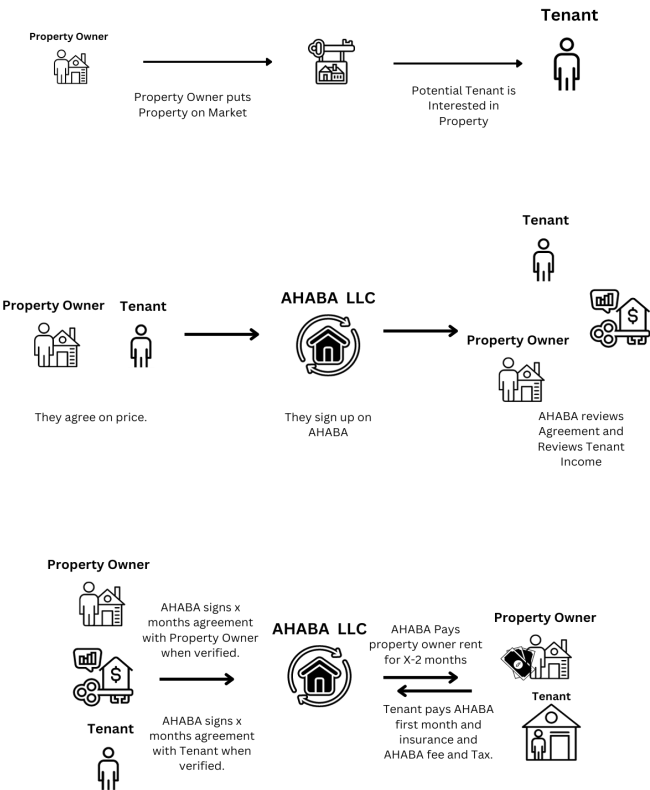 Tenant
Property Owner
Property Owner puts
Property on Market
Potential Tenant is
Interested in
Property
Tenant
Property Owner
Tenant
AHABA LLC
Property Owner
$
They agree on price.
They sign up on
AHABA
AHABA reviews
Agreement and
Reviews Tenant
Income
Property Owner
AHABA signs x
months agreement
with Property Owner
when verified.
$
Tenant
AHABA signs x
months agreement
with Tenant when
verified.
AHABA LLC
AHABA Pays
property owner rent
for X-2 months
Tenant pays AHABA
first month and
insurance and
AHABA fee and Tax.
Property Owner
Tenant